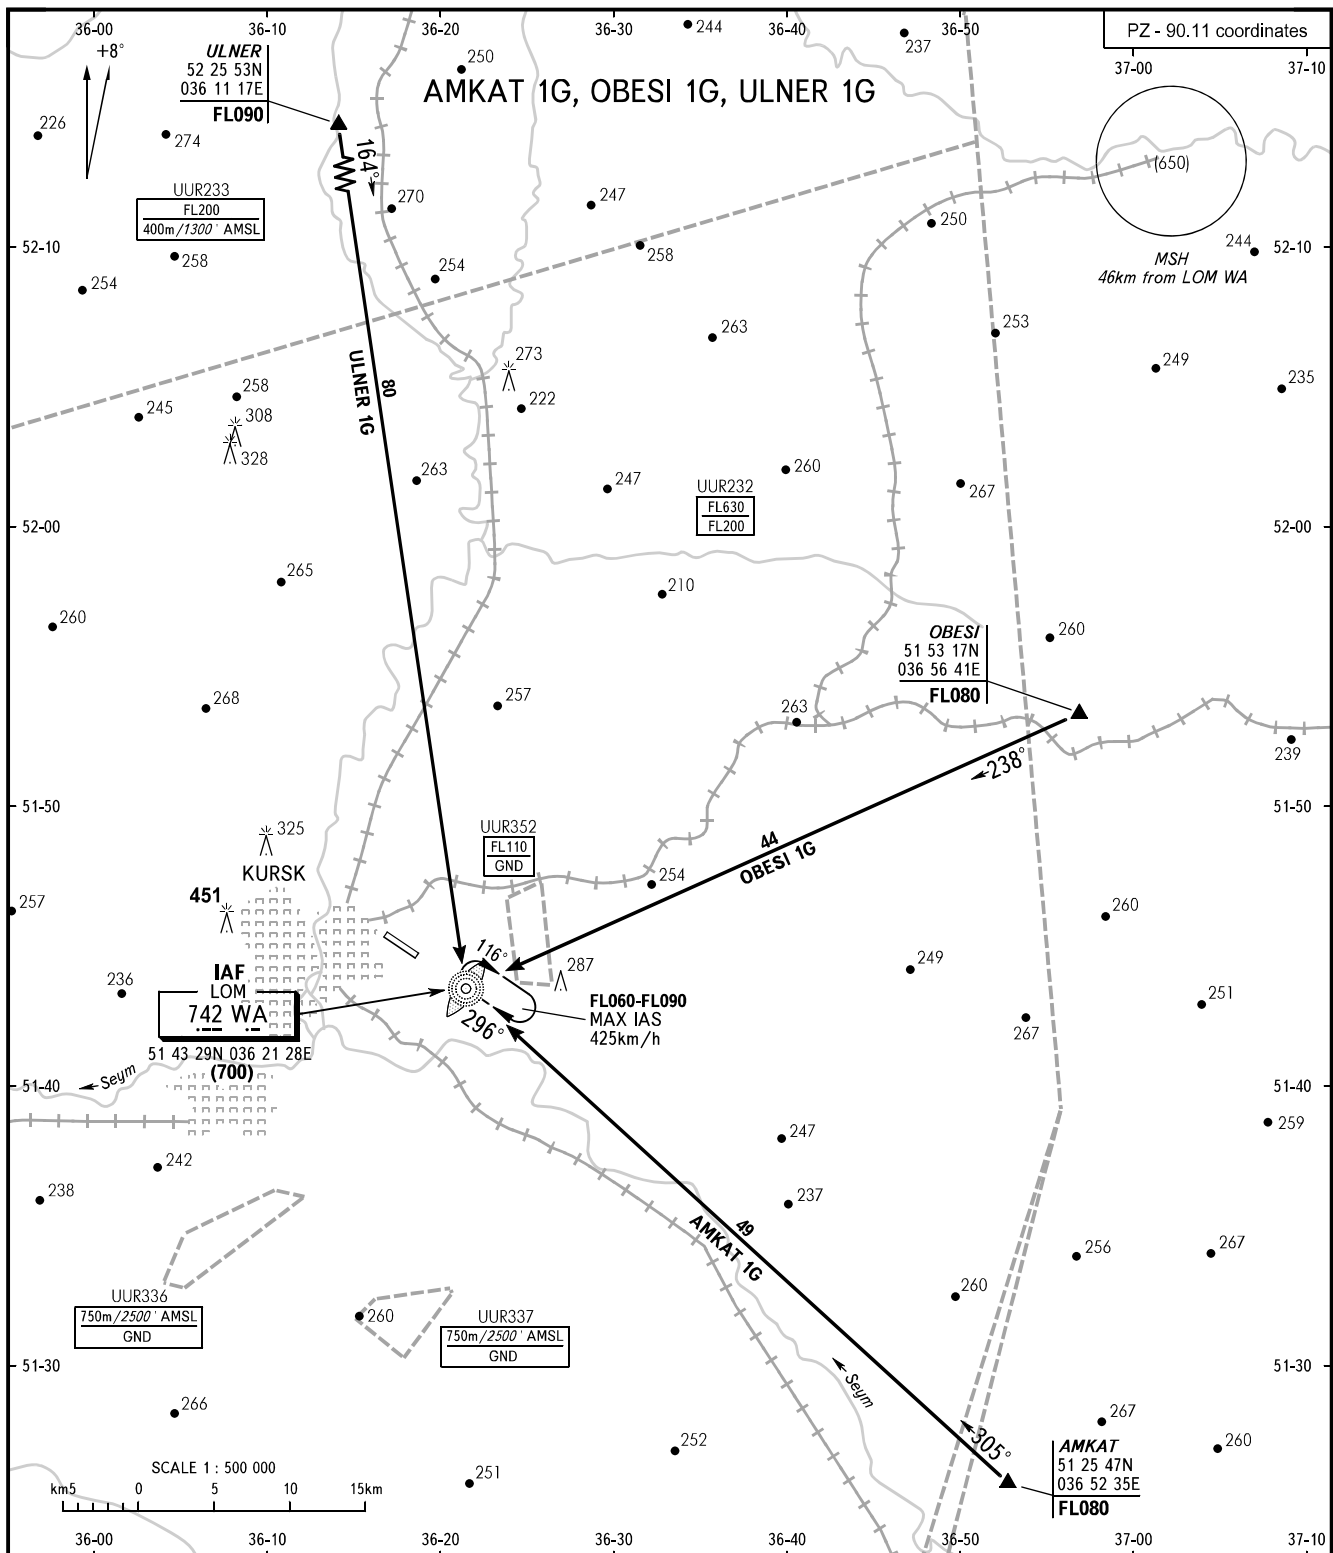 36-00
36-10
36-20
36-30
36-40
36-50
PZ - 90.11 coordinates
37-00
37-10
+8°
ULNER
52 25 53N
036 11 17E
FL090
244
237
250
AMKAT 1G, OBESI 1G, ULNER 1G
226
274
164°
(650)
UUR233
FL200
400m/1300' AMSL
270
247
250
52-10
258
254
254
258
244
52-10
MSH
46km from LOM WA
263
253
273
249
235
80
ULNER 1G
258
245
308
328
222
263
247
260
267
UUR232
FL630
FL200
52-00
52-00
265
210
260
260
OBESI
51 53 17N
036 56 41E
FL080
268
257
263
239
238°
51-50
51-50
325
UUR352
FL110
GND
44
OBESI 1G
KURSK
451
254
257
260
116°
287
249
236
IAF
LOM
742 WA
51 43 29N 036 21 28E
(700)
296°
FL060-FL090
MAX IAS
425km/h
251
267
Seym
51-40
51-40
247
259
242
238
237
49
AMKAT 1G
256
267
260
UUR336
750m/2500' AMSL
GND
260
UUR337
750m/2500' AMSL
GND
51-30
51-30
Seym
266
267
305°
252
260
AMKAT
51 25 47N
036 52 35E
FL080
SCALE 1 : 500 000
km5 0 5 10 15km
251
36-00
36-10
36-20
36-30
36-40
36-50
37-00
37-10